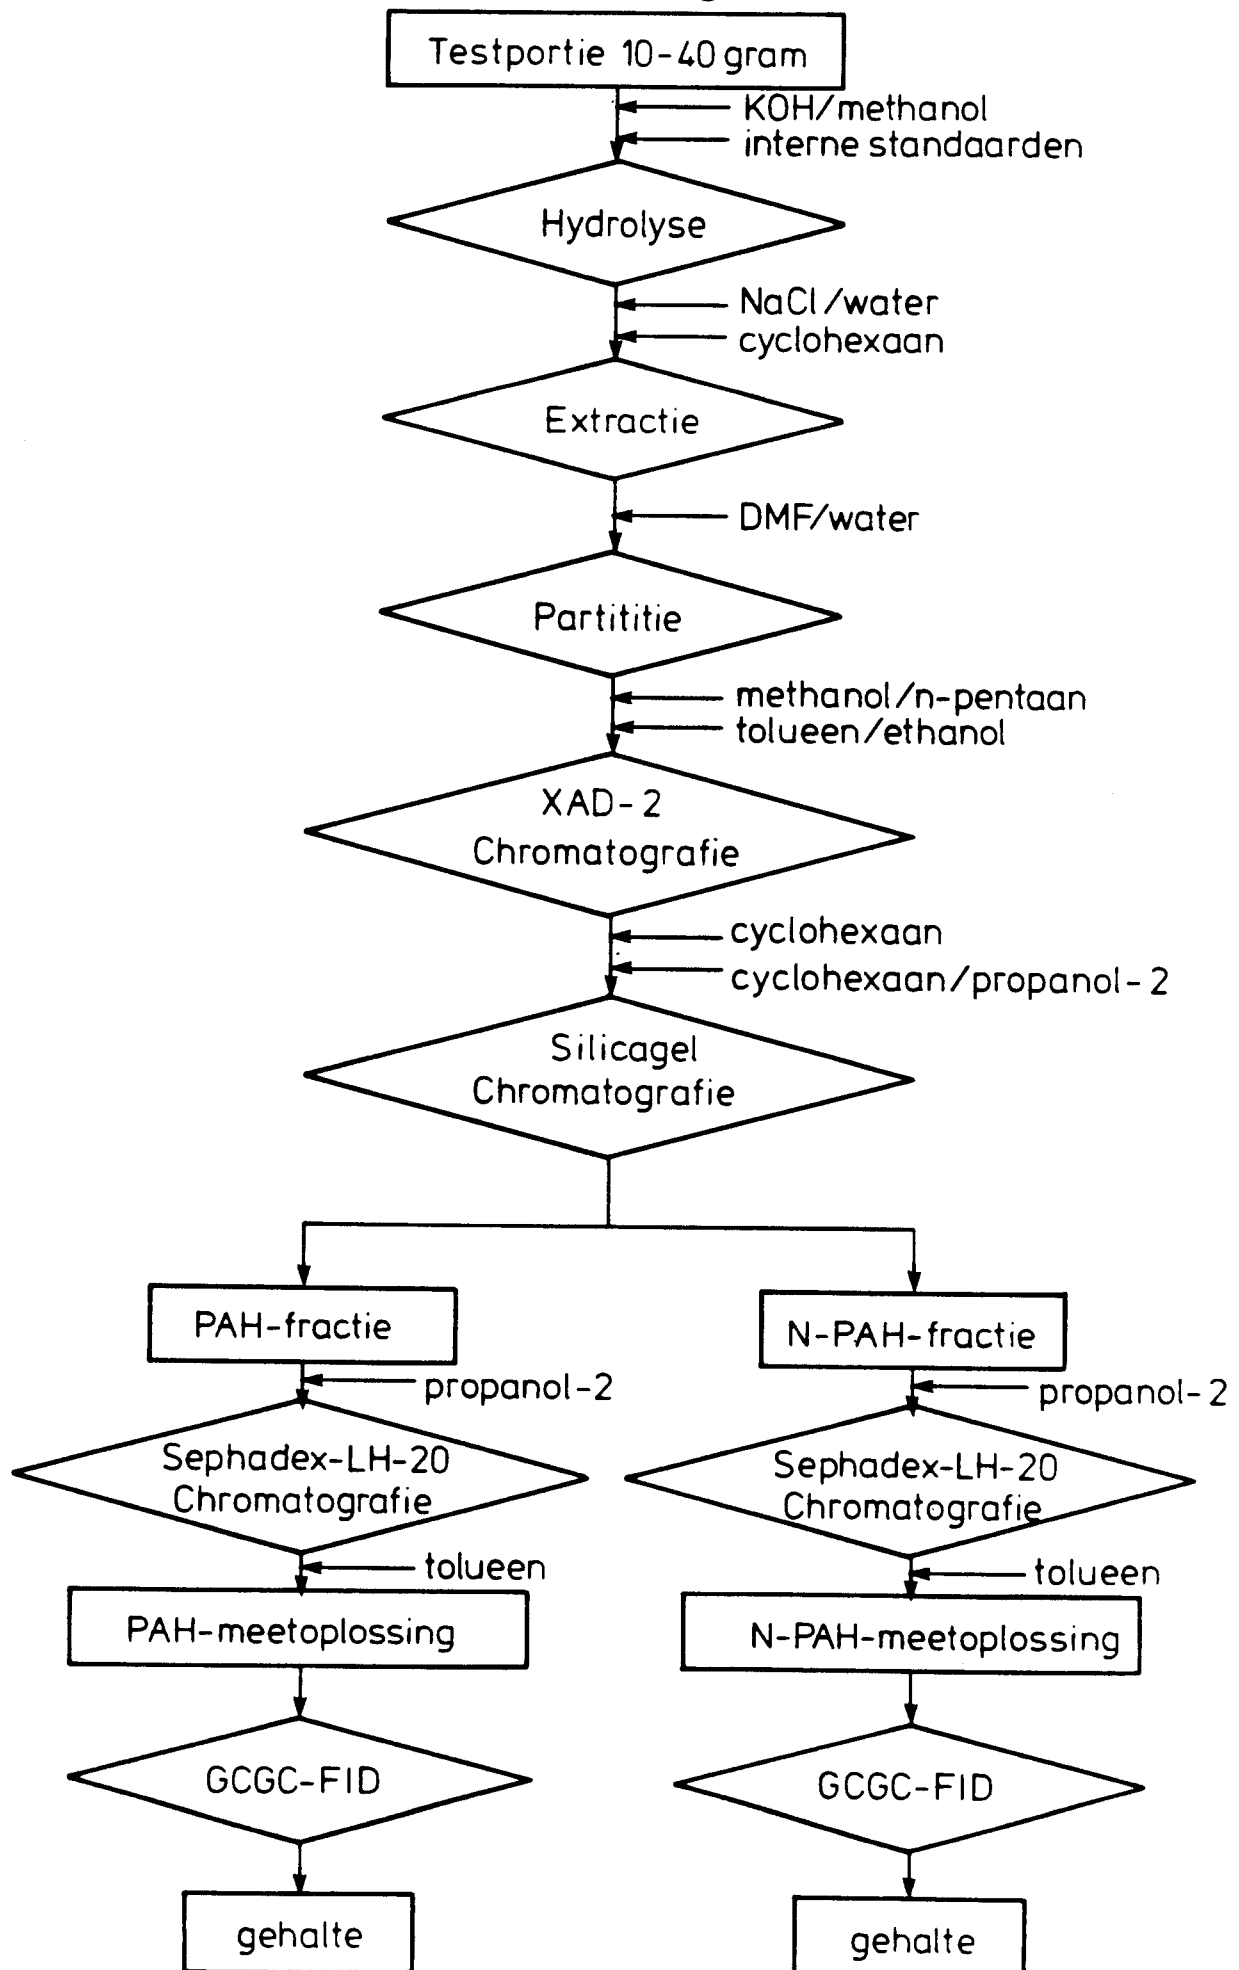 Testportie 10-40 gram
KOH/methanol
interne standaarden
Hydrolyse
NaCl/water
cyclohexaan
Extractie
DMF/water
Partititie
methanol/n-pentaan
tolueen/ethanol
XAD-2
Chromatografie
cyclohexaan
cyclohexaan/propanol-2
Silicagel
Chromatografie
PAH-fractie
propanol-2
Sephadex-LH-20
Chromatografie
tolueen
PAH-meetoplossing
GCGC-FID
gehalte
N-PAH-fractie
propanol-2
Sephadex-LH-20
Chromatografie
tolueen
N-PAH-meetoplossing
GCGC-FID
gehalte